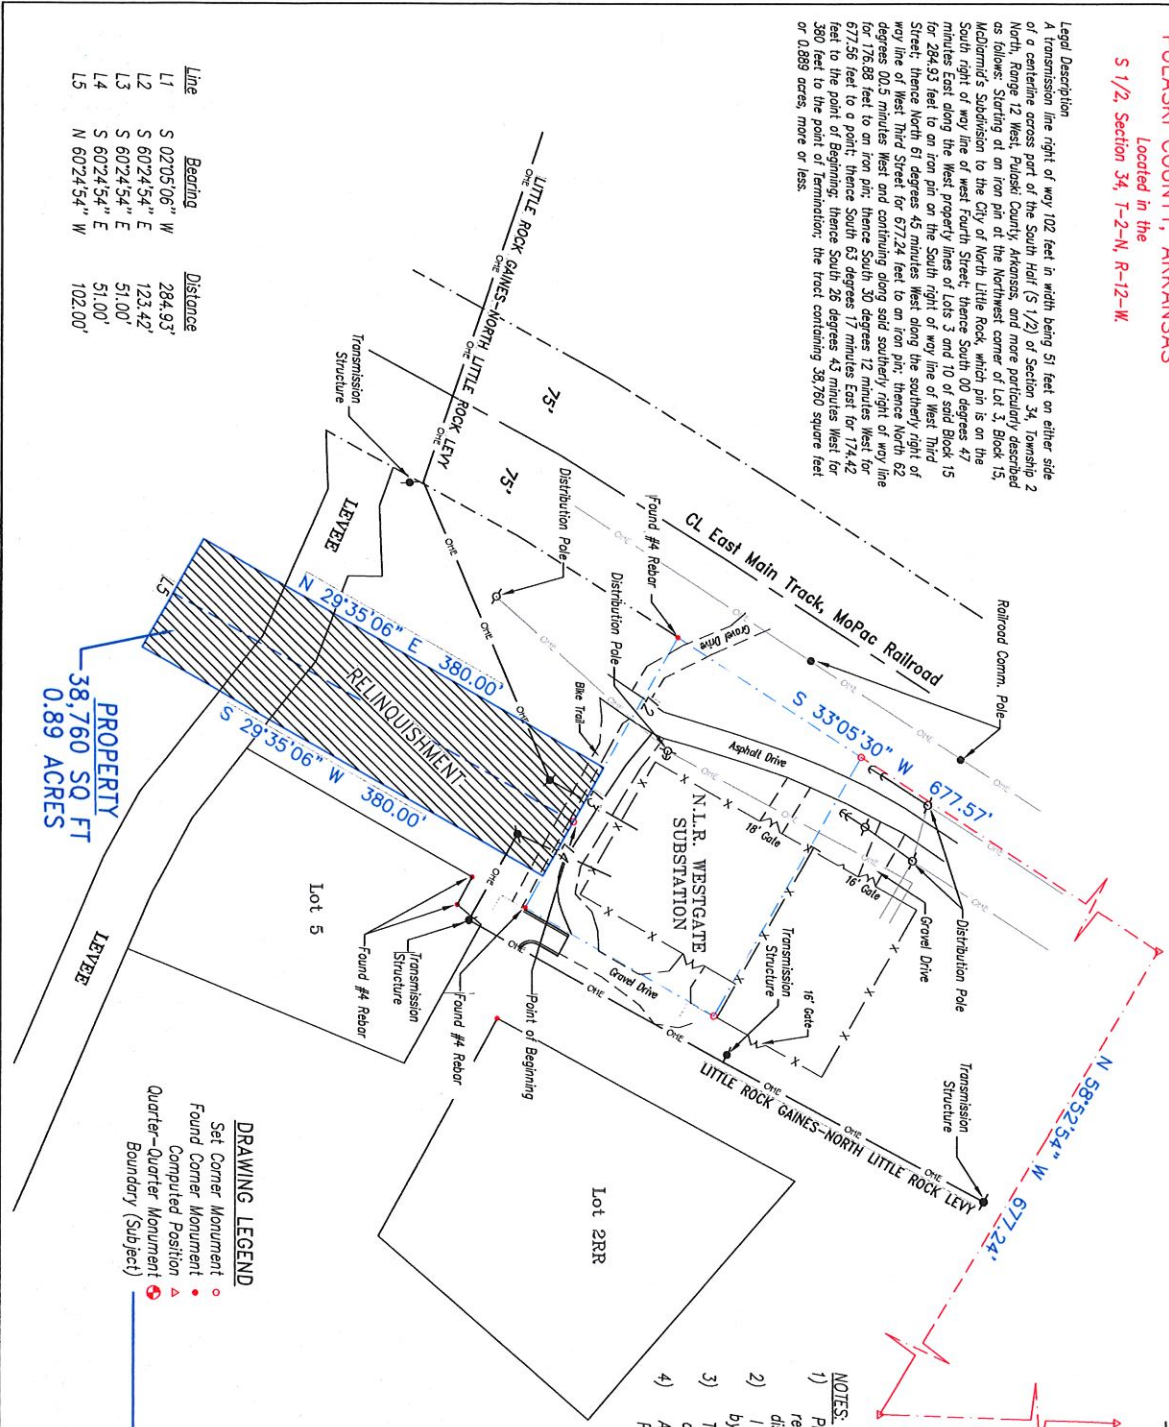 PULASKI COUNTY, ARKANSAS
Located in the
S 1/2, Section 34, T-2-N, R-12-W.
Legal Description
A transmission line right of way 102 feet in width being 51 feet on either side
of a centerline across part of the South Half (S 1/2) of Section 34, Township 2
North, Range 12 West, Pulaski County, Arkansas, and more particularly described
as follows: Starting at an iron pin at the Northwest corner of Lot 3, Block 15,
McDiarmid's Subdivision to the City of North Little Rock, which pin is on the
South right of way line of west Fourth Street; thence South 00 degrees 47
minutes East along the West property lines of Lots 3 and 10 of said Block 15
for 284.93 feet to an iron pin on the South right of way line of West Third
Street; thence North 61 degrees 45 minutes West along the southerly right of
way line of West Third Street for 677.24 feet to an iron pin; thence North 62
degrees 00.5 minutes West and continuing along said southerly right of way line
for 176.88 feet to an iron pin; thence South 30 degrees 12 minutes West for
677.56 feet to a point; thence South 63 degrees 17 minutes East for 174.42
feet to the point of Beginning; thence South 26 degrees 43 minutes West for
380 feet to the point of Termination; the tract containing 38,760 square feet
or 0.889 acres, more or less.
Line Bearing Distance
L1 S 02°05'06" W 284.93'
L2 S 60°24'54" E 123.42'
L3 S 60°24'54" E 51.00'
L4 S 60°24'54" E 51.00'
L5 N 60°24'54" W 102.00'
LITTLE ROCK GAINES-NORTH LITTLE ROCK LEVY
OHE
OHE
OHE
OHE
75'
75'
Transmission
Structure
CL East Main Track, MoPac Railroad
Railroad Comm. Pole
Found #4 Rebar
Distribution Pole
Distribution Pole
Gravel Drive
Bike Trail
Asphalt Drive
S 33°05'30" W 677.57'
18' Gate
16' Gate
Gravel Drive
Distribution Pole
N.L.R. WESTGATE
SUBSTATION
Transmission
Structure
16' Gate
Gravel Drive
LITTLE ROCK GAINES-NORTH LITTLE ROCK LEVY
Transmission
Structure
N 58°52'54" W 677.24'
LEVEE
N 29°35'06" E 380.00'
RELINQUISHMENT
S 29°35'06" W 380.00'
L5
PROPERTY
38,760 SQ FT
0.89 ACRES
Lot 5
LEVEE
Point of Beginning
Found #4 Rebar
Transmission
Structure
Found #4 Rebar
Lot 2RR
DRAWING LEGEND
Set Corner Monument
Found Corner Monument
Computed Position
Quarter-Quarter Monument
Boundary (Subject)
NOTES:
1)
2)
3)
4)